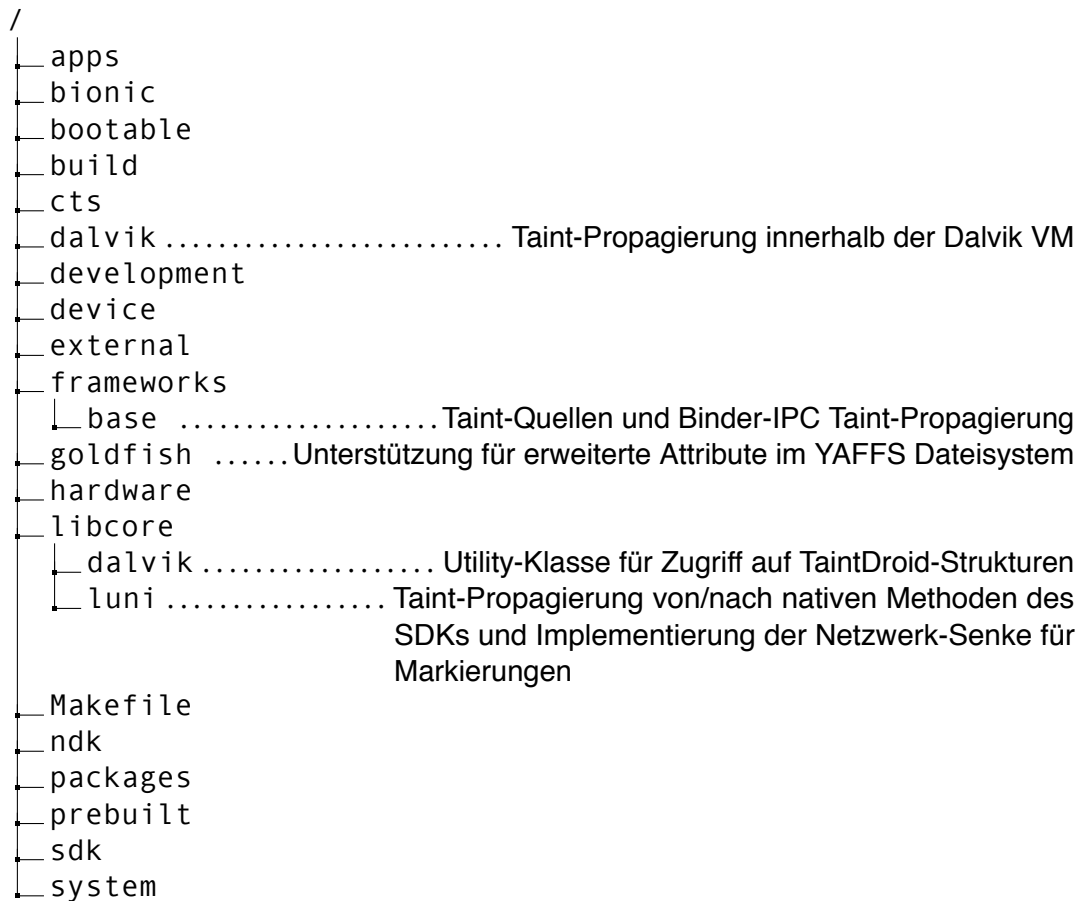 /
apps
bionic
bootable
build
cts
dalvik .......................... Taint-Propagierung innerhalb der Dalvik VM
development
device
external
frameworks
base ....................Taint-Quellen und Binder-IPC Taint-Propagierung
goldfish ......Unterstützung für erweiterte Attribute im YAFFS Dateisystem
hardware
libcore
dalvik .................. Utility-Klasse für Zugriff auf TaintDroid-Strukturen
luni ................. Taint-Propagierung von/nach nativen Methoden des
SDKs und Implementierung der Netzwerk-Senke für
Markierungen
Makefile
ndk
packages
prebuilt
sdk
system